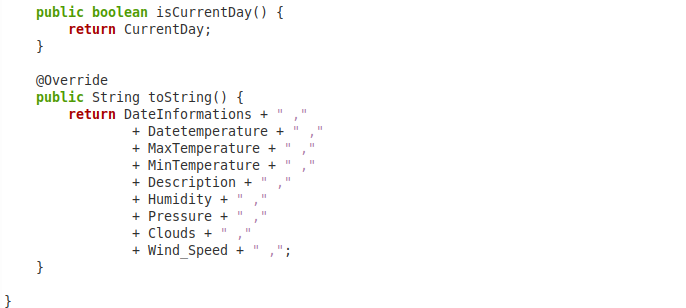 public boolean isCurrentDay() {
return CurrentDay;
}
@Override
public String toString() {
return DateInformations + " ,"
+ Datetemperature + " ,"
+ MaxTemperature + " ,"
+ MinTemperature + " ,"
+ Description + " ,"
+ Humidity + " ,"
+ Pressure + " ,"
+ Clouds + " ,"
+ Wind_Speed + " ,";
}
}